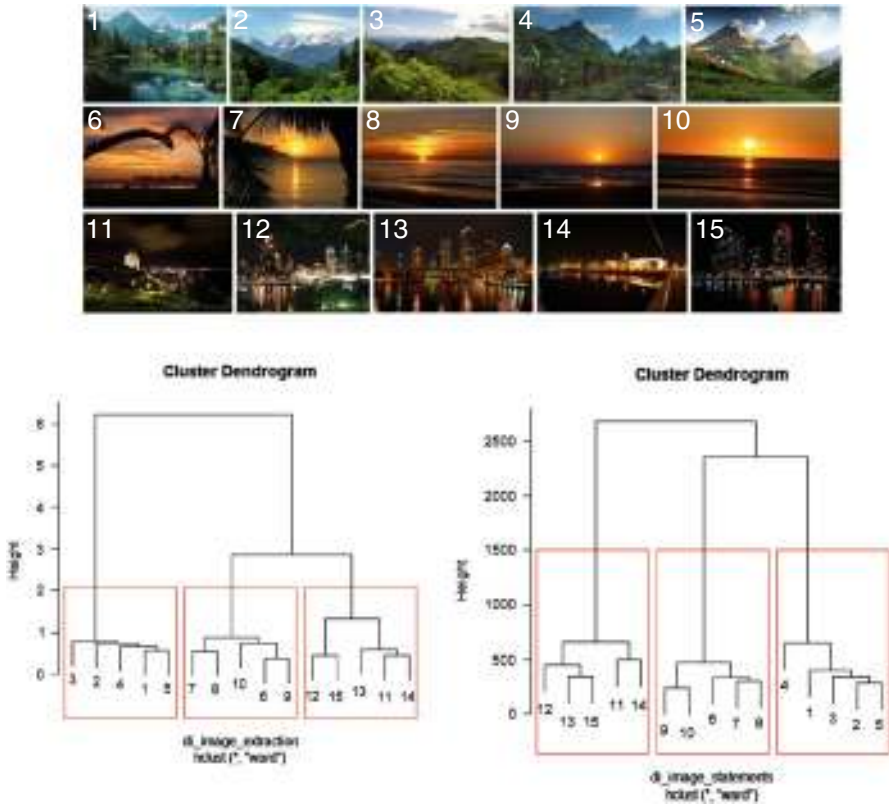 1 2 3 4 5
6 7 8 9 10
11 12 13 14 15
Cluster Dendrogram
Height
6
5
4
3
2
1
0
3 2 4 1 5 7 8 10 6 9 12 15 13 11 14
di_image_extraction
hclust (*, "ward")
Cluster Dendrogram
Height
2500
2000
1500
1000
500
0
12 13 15 11 14 9 10 6 7 8 4 1 3 2 5
di_image_statements
hclust (*, "ward")